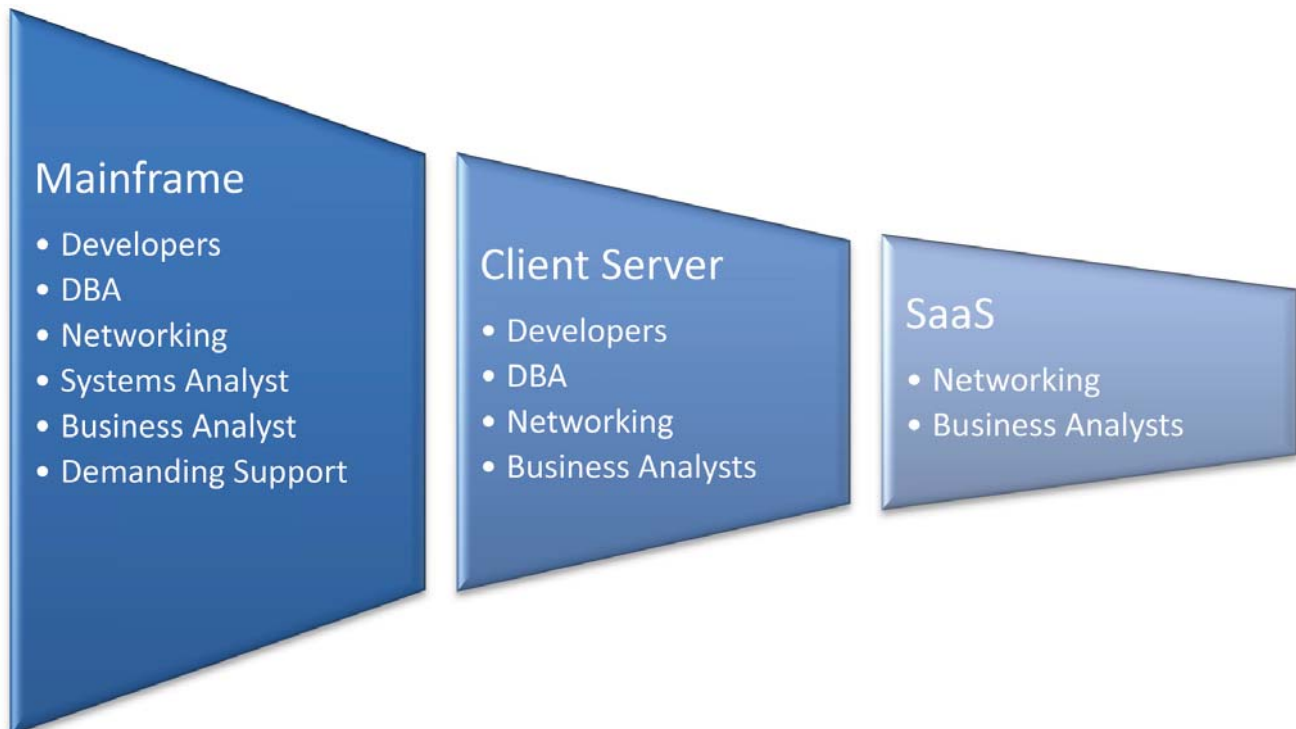 Mainframe
• Developers
• DBA
• Networking
• Systems Analyst
• Business Analyst
• Demanding Support
Client Server
• Developers
• DBA
• Networking
• Business Analysts
SaaS
• Networking
• Business Analysts